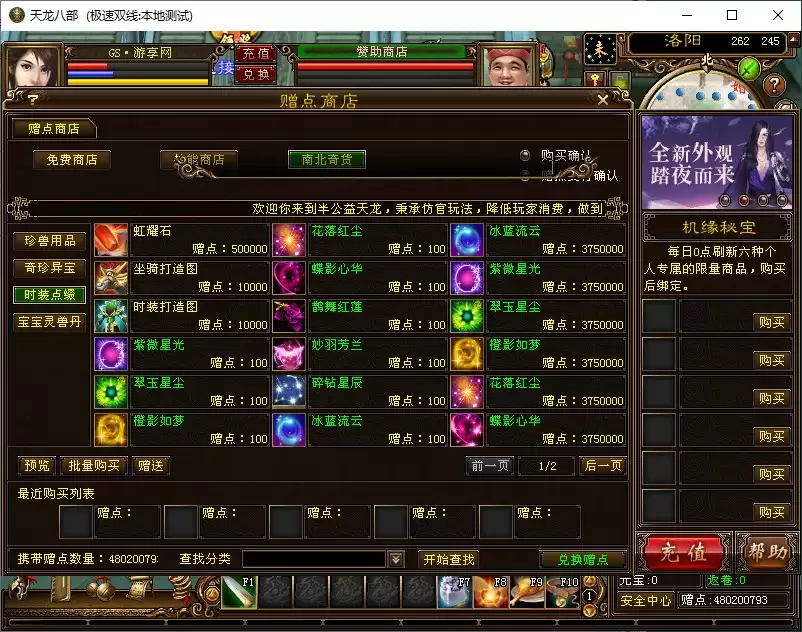 天龙八部 (极速双线:本地测试)
GS·游享网
充值
兑换
接
赞助商店
未
洛阳
262 245
北
赠点商店
赠点商店
免费商店
南北奇货
购买确认
确认
欢迎你来到半公益天龙，秉承仿官玩法，降低玩家消费，做到
珍兽用品
奇珍异宝
时装点缀
宝宝灵兽丹
虹耀石
赠点：500000
花落红尘
赠点：100
冰蓝流云
赠点：3750000
坐骑打造图
赠点：10000
蝶影心华
赠点：100
紫微星光
赠点：3750000
时装打造图
赠点：10000
鹊舞红莲
赠点：100
翠玉星尘
赠点：3750000
紫微星光
赠点：100
妙羽芳兰
赠点：100
橙影如梦
赠点：3750000
翠玉星尘
赠点：100
碎钻星辰
赠点：100
花落红尘
赠点：3750000
橙影如梦
赠点：100
冰蓝流云
赠点：100
蝶影心华
赠点：3750000
预览
批量购买
赠送
前一页
1/2
后一页
最近购买列表
赠点：
赠点：
赠点：
赠点：
赠点：
携带赠点数量：48020079
查找分类
开始查找
兑换赠点
全新外观
踏夜而来
机缘秘宝
每日0点刷新六种个
人专属的限量商品，购买
后绑定。
购买
购买
购买
购买
购买
购买
充值
帮助
F1
F7
F8
F9
F10
1
元宝:0
返卷:0
安全中心
赠点:480200793